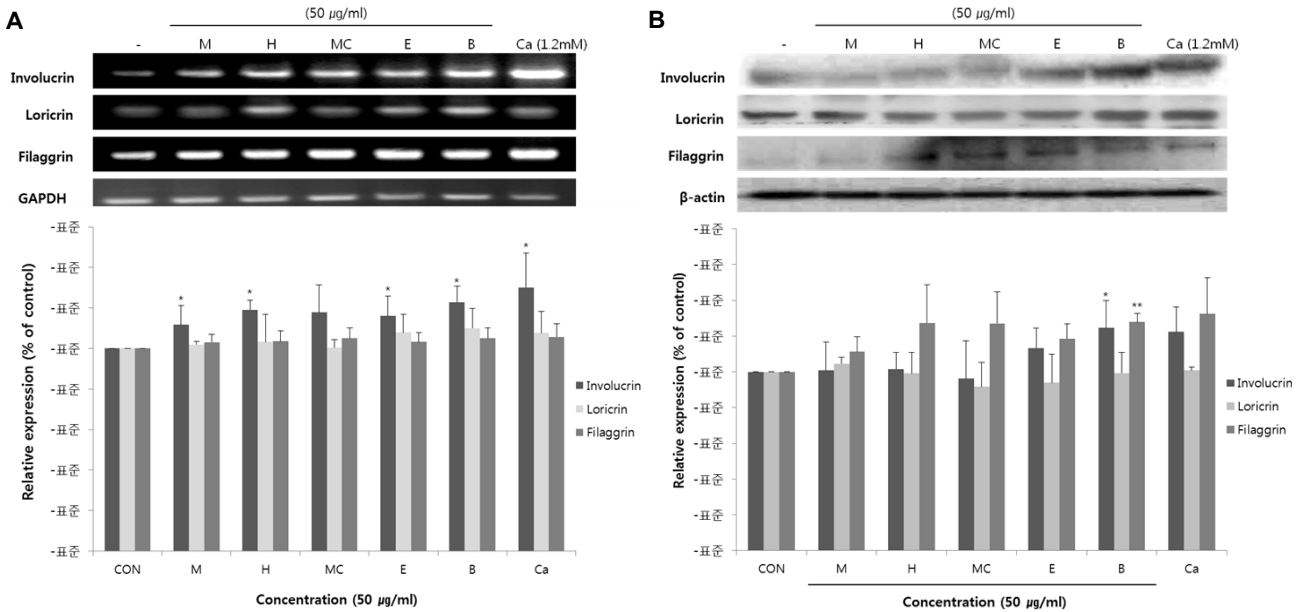 A
(50 ㎍/ml)
- M H MC E B Ca (1.2mM)
Involucrin
Loricrin
Filaggrin
GAPDH
Relative expression (% of control)
-표준
-표준
-표준
-표준
-표준
-표준
-표준
-표준
-표준
* * * * *
Involucrin
Loricrin
Filaggrin
CON M H MC E B Ca
Concentration (50 ㎍/ml)
B
(50 ㎍/ml)
- M H MC E B Ca (1.2mM)
Involucrin
Loricrin
Filaggrin
β-actin
Relative expression (% of control)
-표준
-표준
-표준
-표준
-표준
-표준
-표준
-표준
-표준
-표준
* **
Involucrin
Loricrin
Filaggrin
CON M H MC E B Ca
Concentration (50 ㎍/ml)